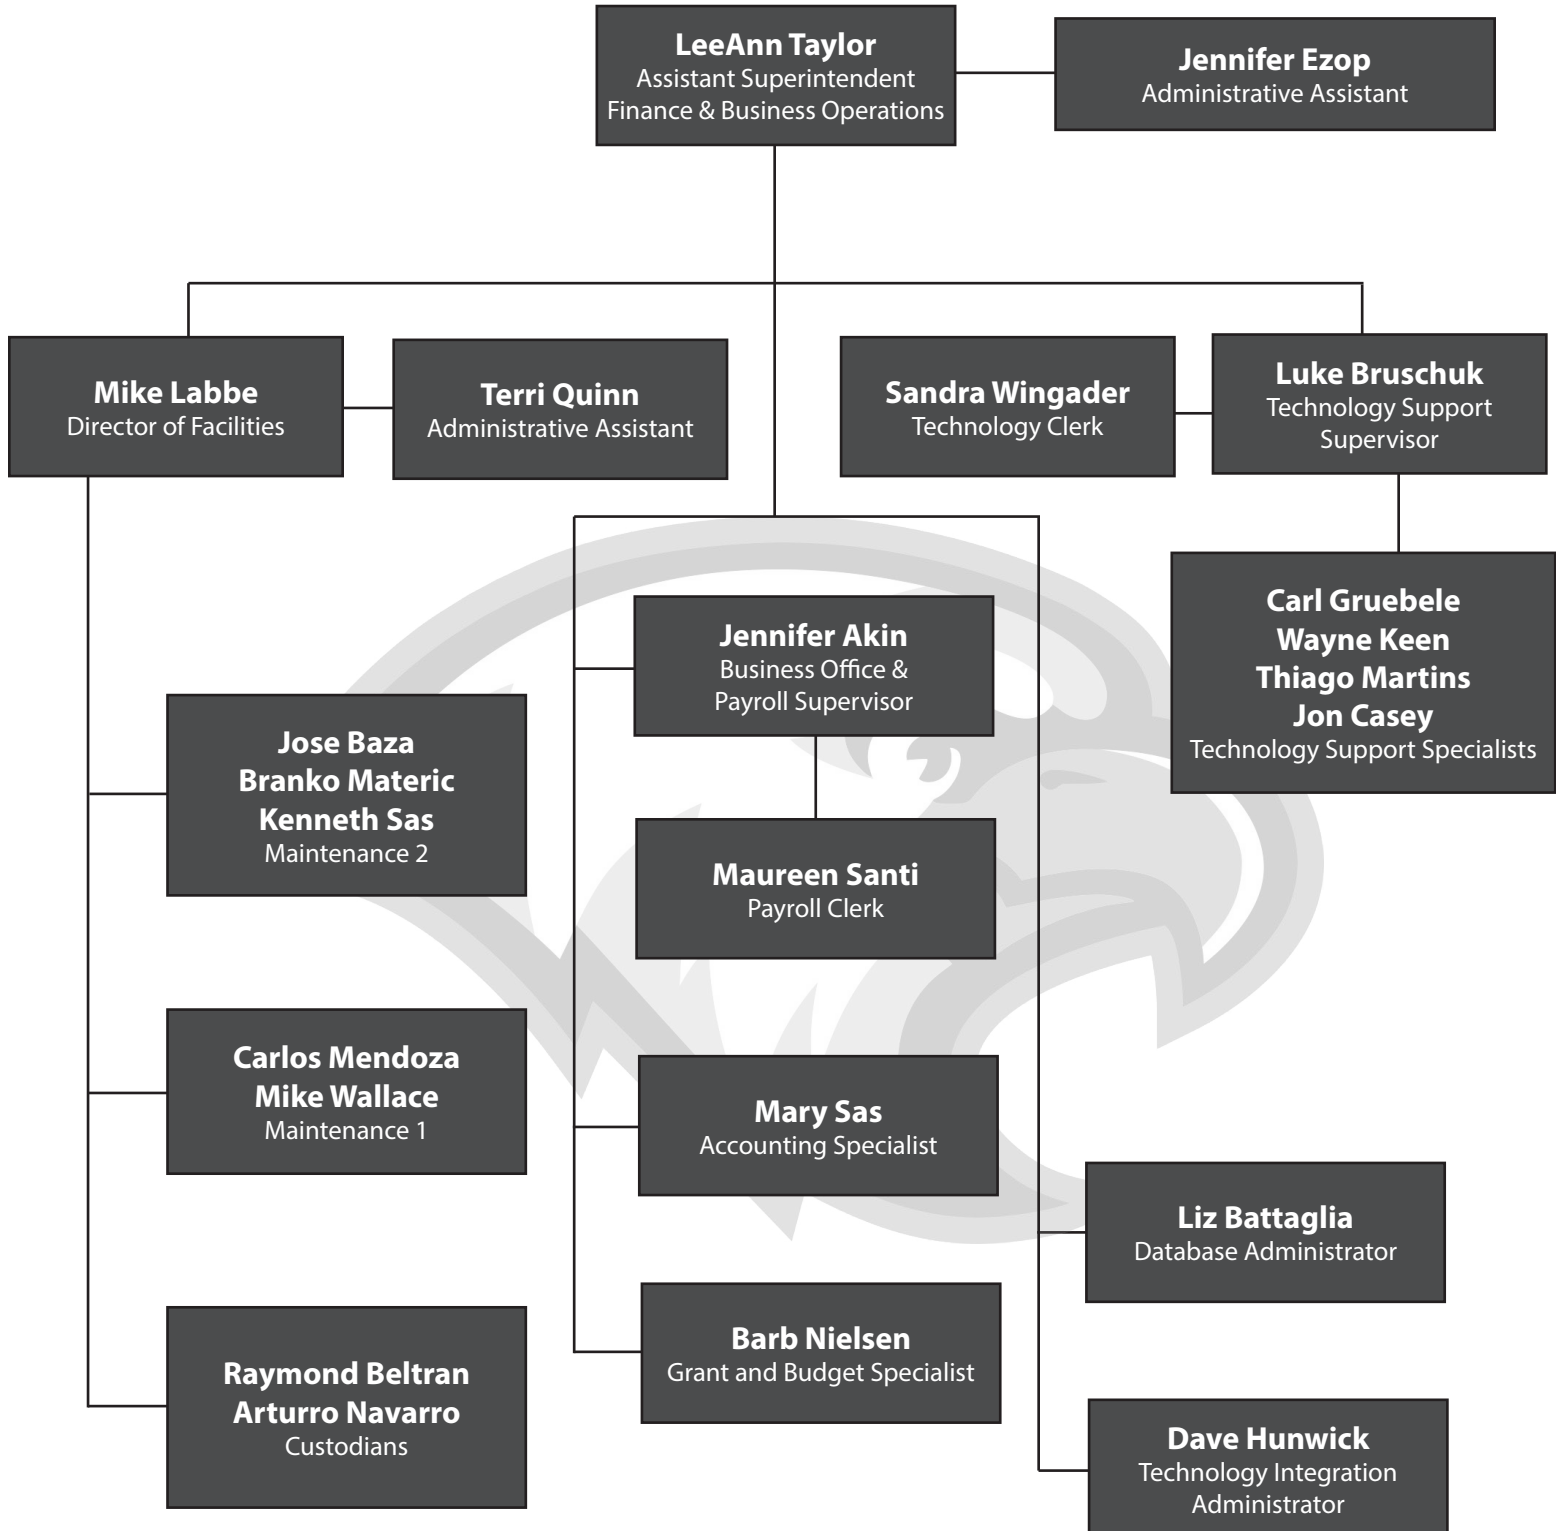 LeeAnn Taylor
Assistant Superintendent
Finance & Business Operations
Jennifer Ezop
Administrative Assistant
Mike Labbe
Director of Facilities
Terri Quinn
Administrative Assistant
Sandra Wingader
Technology Clerk
Luke Bruschuk
Technology Support
Supervisor
Carl Gruebele
Wayne Keen
Thiago Martins
Jon Casey
Technology Support Specialists
Jennifer Akin
Business Office &
Payroll Supervisor
Jose Baza
Branko Materic
Kenneth Sas
Maintenance 2
Maureen Santi
Payroll Clerk
Carlos Mendoza
Mike Wallace
Maintenance 1
Mary Sas
Accounting Specialist
Liz Battaglia
Database Administrator
Barb Nielsen
Grant and Budget Specialist
Raymond Beltran
Arturro Navarro
Custodians
Dave Hunwick
Technology Integration
Administrator